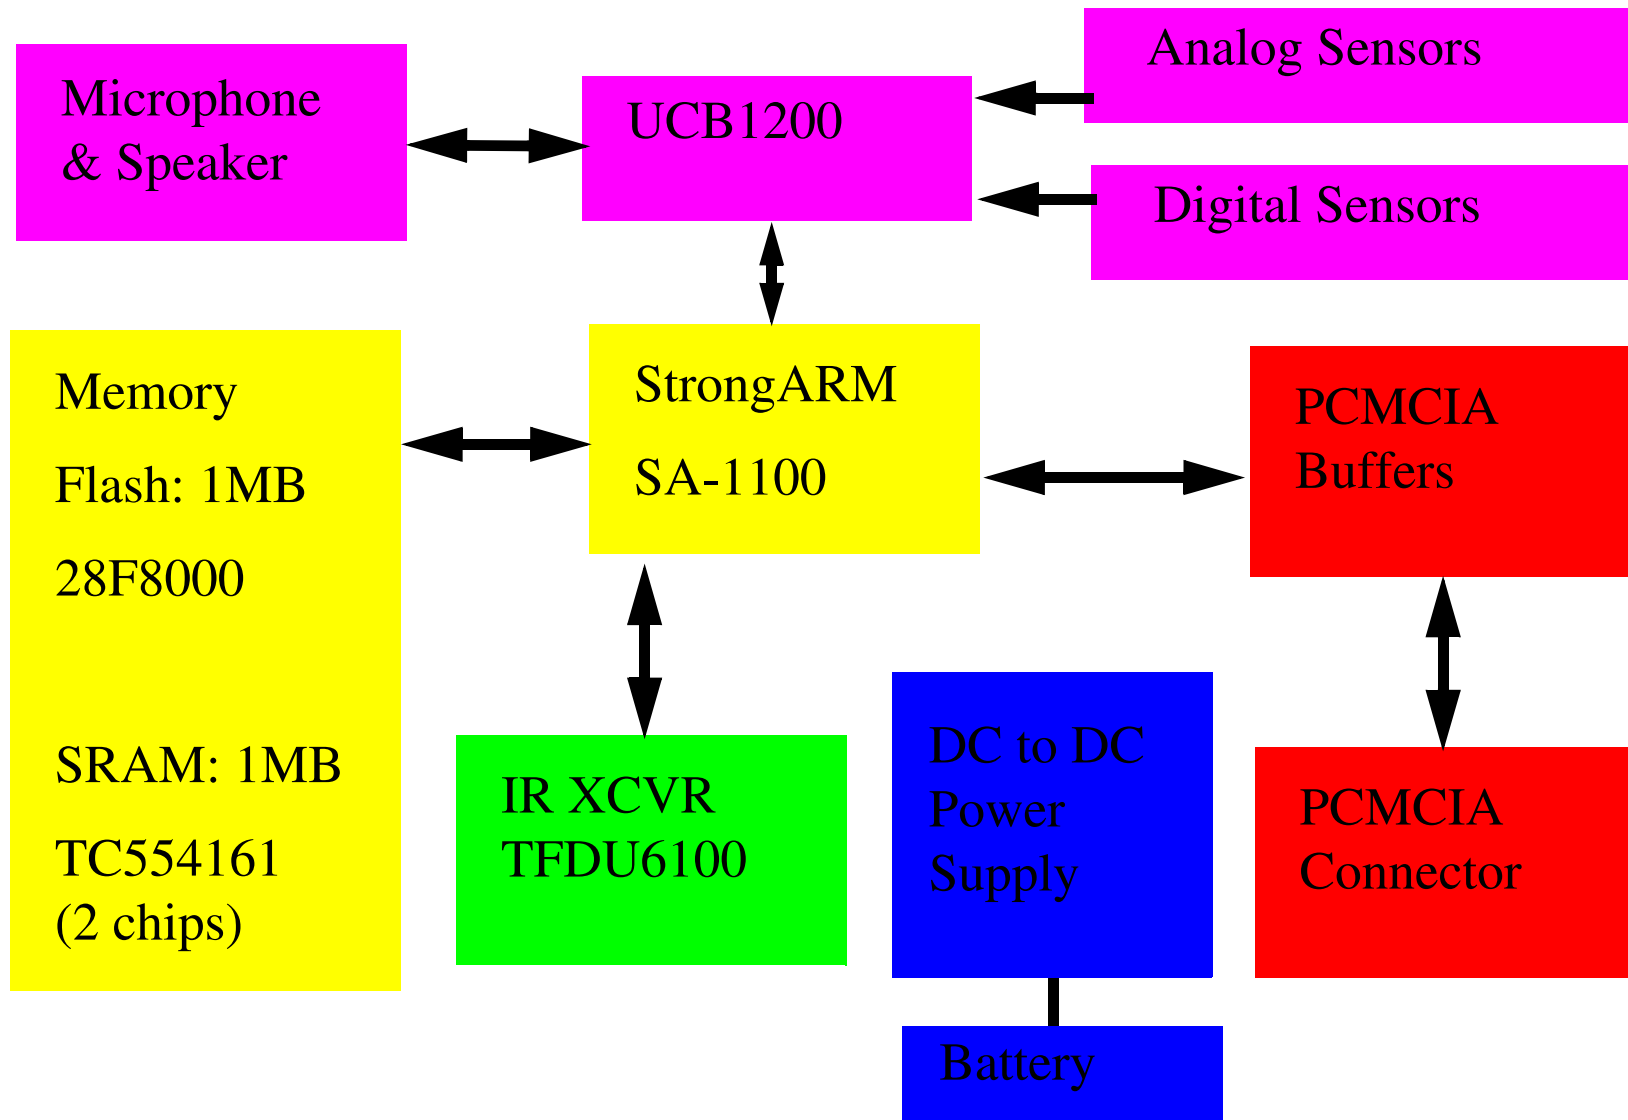 Microphone
& Speaker
UCB1200
Analog Sensors
Digital Sensors
Memory
Flash: 1MB
28F8000
SRAM: 1MB
TC554161
(2 chips)
StrongARM
SA-1100
PCMCIA
Buffers
IR XCVR
TFDU6100
DC to DC
Power
Supply
PCMCIA
Connector
Battery